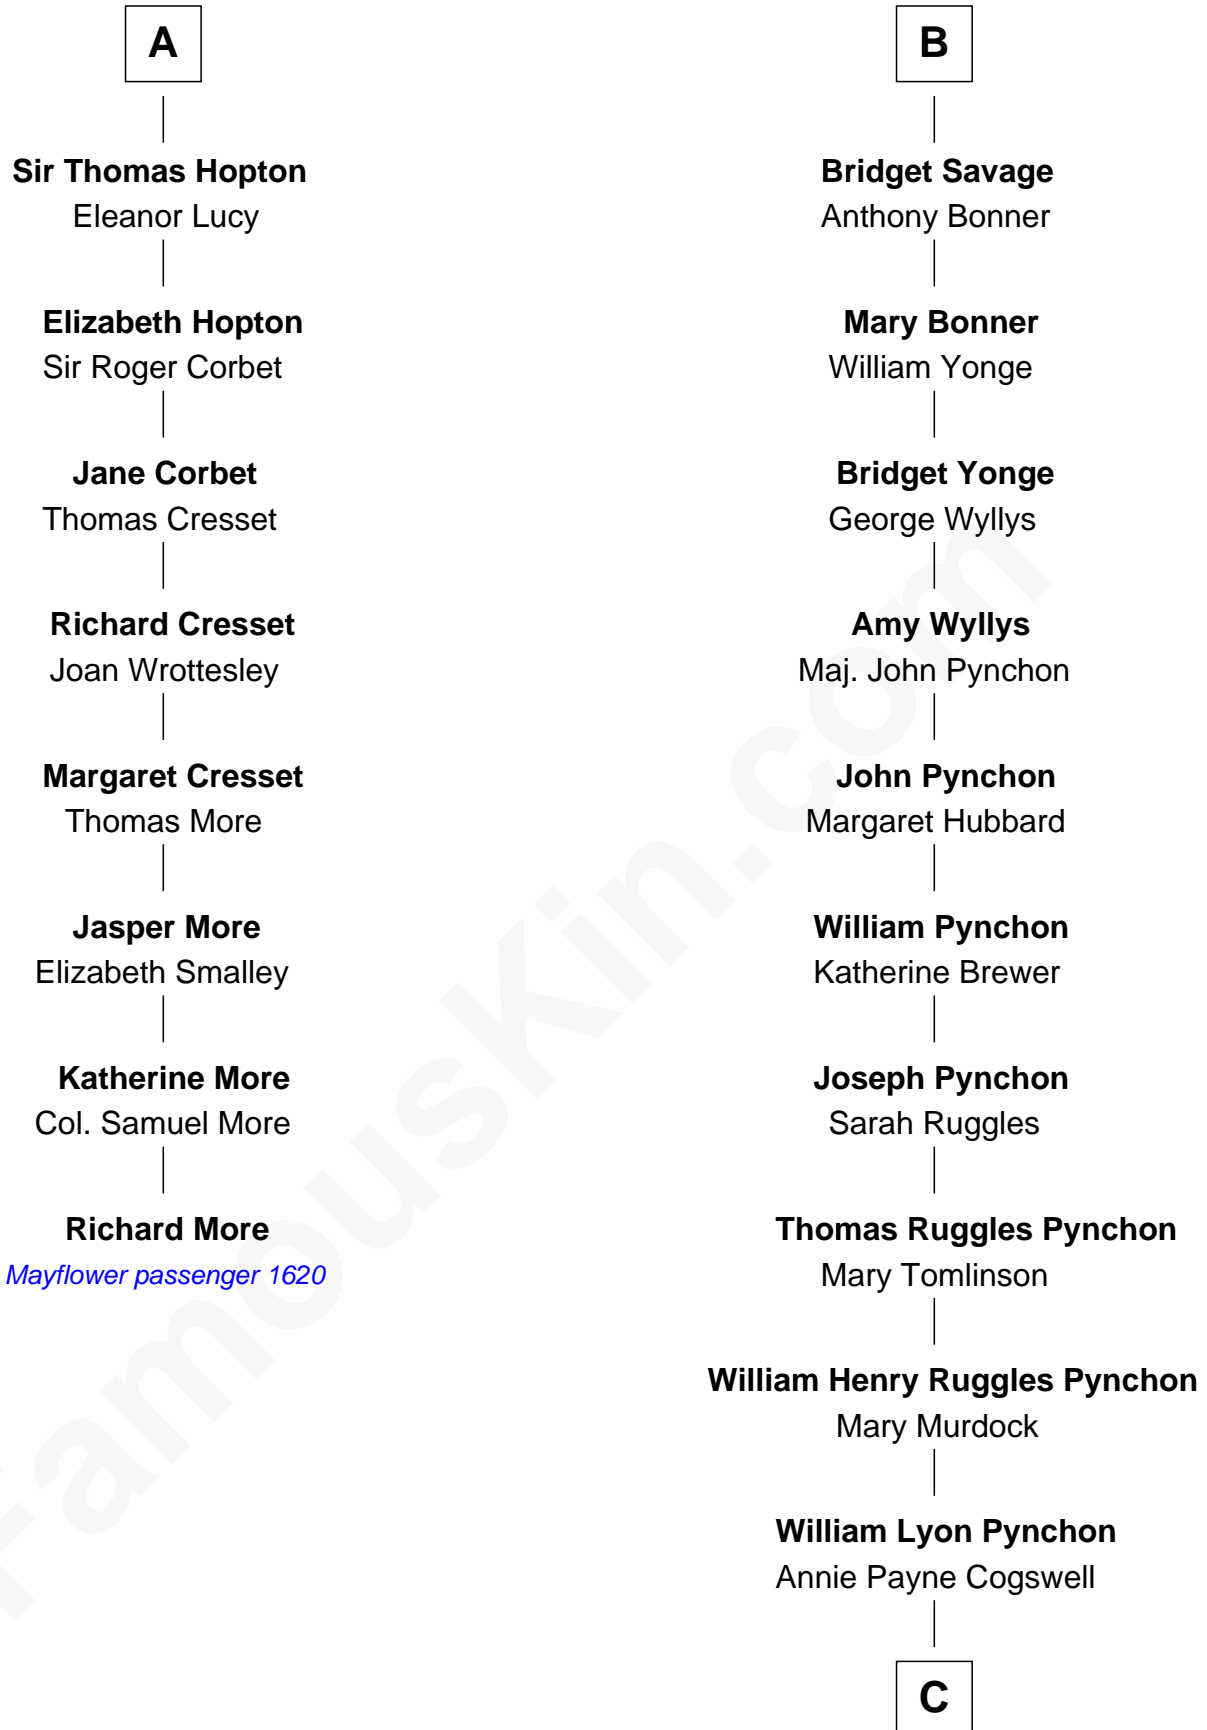 A
Sir Thomas Hopton
Eleanor Lucy
Elizabeth Hopton
Sir Roger Corbet
Jane Corbet
Thomas Cresset
Richard Cresset
Joan Wrottesley
Margaret Cresset
Thomas More
Jasper More
Elizabeth Smalley
Katherine More
Col. Samuel More
Richard More
Mayflower passenger 1620
B
Bridget Savage
Anthony Bonner
Mary Bonner
William Yonge
Bridget Yonge
George Wyllys
Amy Wyllys
Maj. John Pynchon
John Pynchon
Margaret Hubbard
William Pynchon
Katherine Brewer
Joseph Pynchon
Sarah Ruggles
Thomas Ruggles Pynchon
Mary Tomlinson
William Henry Ruggles Pynchon
Mary Murdock
William Lyon Pynchon
Annie Payne Cogswell
C
FamousKin.com